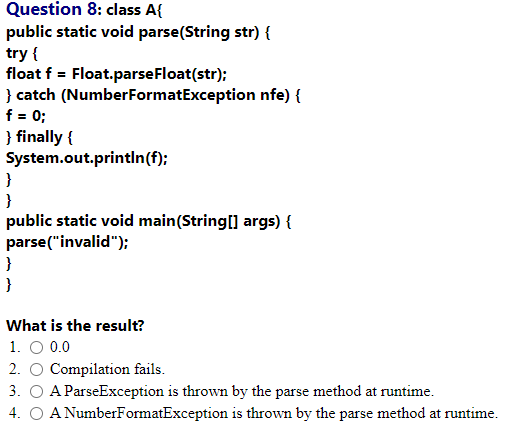 Question 8: class A{
public static void parse(String str) {
try {
float f = Float.parseFloat(str);
} catch (NumberFormatException nfe) {
f = 0;
} finally {
System.out.println(f);
}
}
public static void main(String[] args) {
parse("invalid");
}
}
What is the result?
1. 0.0
2. Compilation fails.
3. A ParseException is thrown by the parse method at runtime.
4. A NumberFormatException is thrown by the parse method at runtime.